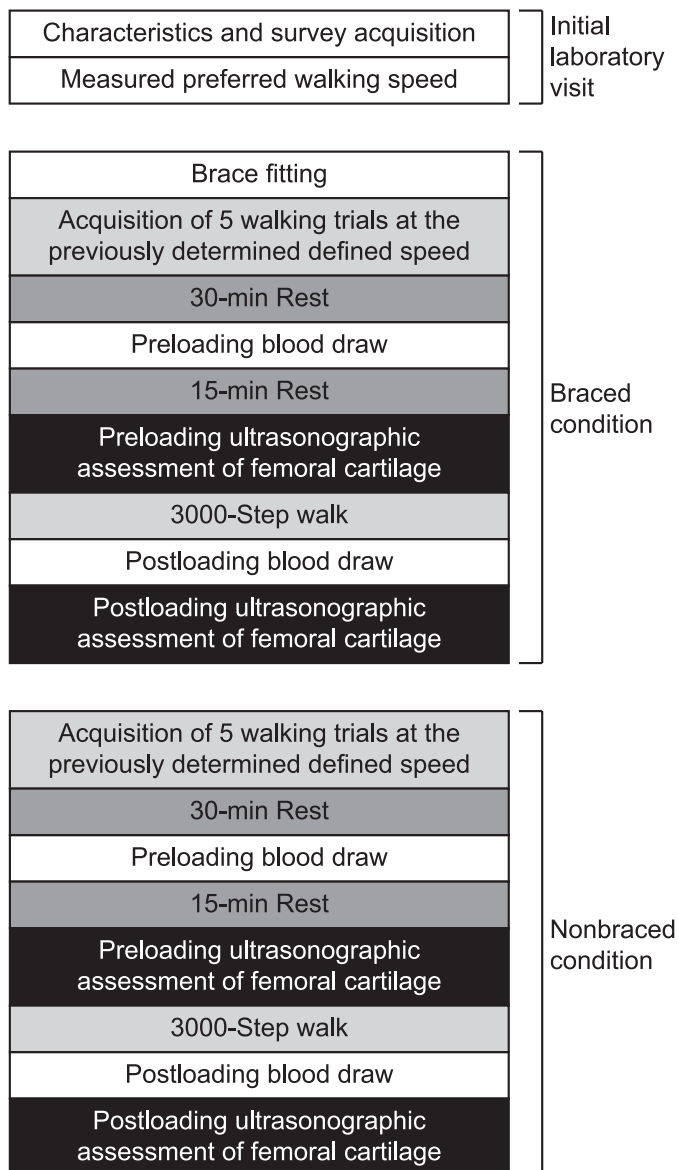 Characteristics and survey acquisition
Measured preferred walking speed
Initial
laboratory
visit
Brace fitting
Acquisition of 5 walking trials at the
previously determined defined speed
30-min Rest
Preloading blood draw
15-min Rest
Preloading ultrasonographic
assessment of femoral cartilage
3000-Step walk
Postloading blood draw
Postloading ultrasonographic
assessment of femoral cartilage
Braced
condition
Acquisition of 5 walking trials at the
previously determined defined speed
30-min Rest
Preloading blood draw
15-min Rest
Preloading ultrasonographic
assessment of femoral cartilage
3000-Step walk
Postloading blood draw
Postloading ultrasonographic
assessment of femoral cartilage
Nonbraced
condition